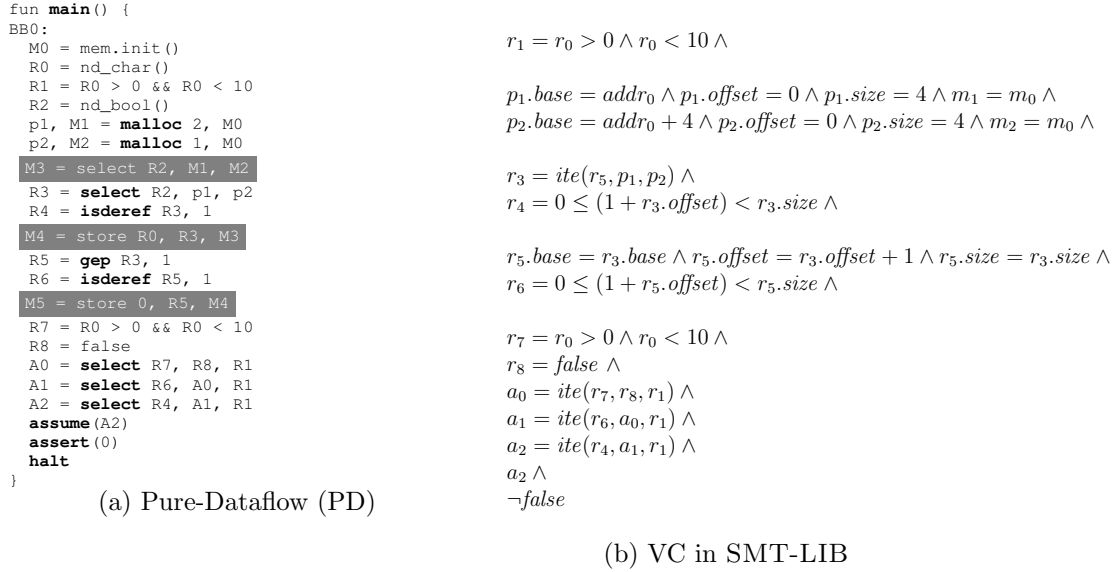 fun main() {
BB0:
M0 = mem.init()
R0 = nd_char()
R1 = R0 > 0 && R0 < 10
R2 = nd_bool()
p1, M1 = malloc 2, M0
p2, M2 = malloc 1, M0
M3 = select R2, M1, M2
R3 = select R2, p1, p2
R4 = isderef R3, 1
M4 = store R0, R3, M3
R5 = gep R3, 1
R6 = isderef R5, 1
M5 = store 0, R5, M4
R7 = R0 > 0 && R0 < 10
R8 = false
A0 = select R7, R8, R1
A1 = select R6, A0, R1
A2 = select R4, A1, R1
assume(A2)
assert(0)
halt
}
(a) Pure-Dataflow (PD)
r₁ = r₀ > 0 ∧ r₀ < 10 ∧
p₁.base = addr₀ ∧ p₁.offset = 0 ∧ p₁.size = 4 ∧ m₁ = m₀ ∧
p₂.base = addr₀ + 4 ∧ p₂.offset = 0 ∧ p₂.size = 4 ∧ m₂ = m₀ ∧
r₃ = ite(r₅, p₁, p₂) ∧
r₄ = 0 ≤ (1 + r₃.offset) < r₃.size ∧
r₅.base = r₃.base ∧ r₅.offset = r₃.offset + 1 ∧ r₅.size = r₃.size ∧
r₆ = 0 ≤ (1 + r₅.offset) < r₅.size ∧
r₇ = r₀ > 0 ∧ r₀ < 10 ∧
r₈ = false ∧
a₀ = ite(r₇, r₈, r₁) ∧
a₁ = ite(r₆, a₀, r₁) ∧
a₂ = ite(r₄, a₁, r₁) ∧
a₂ ∧
¬false
(b) VC in SMT-LIB